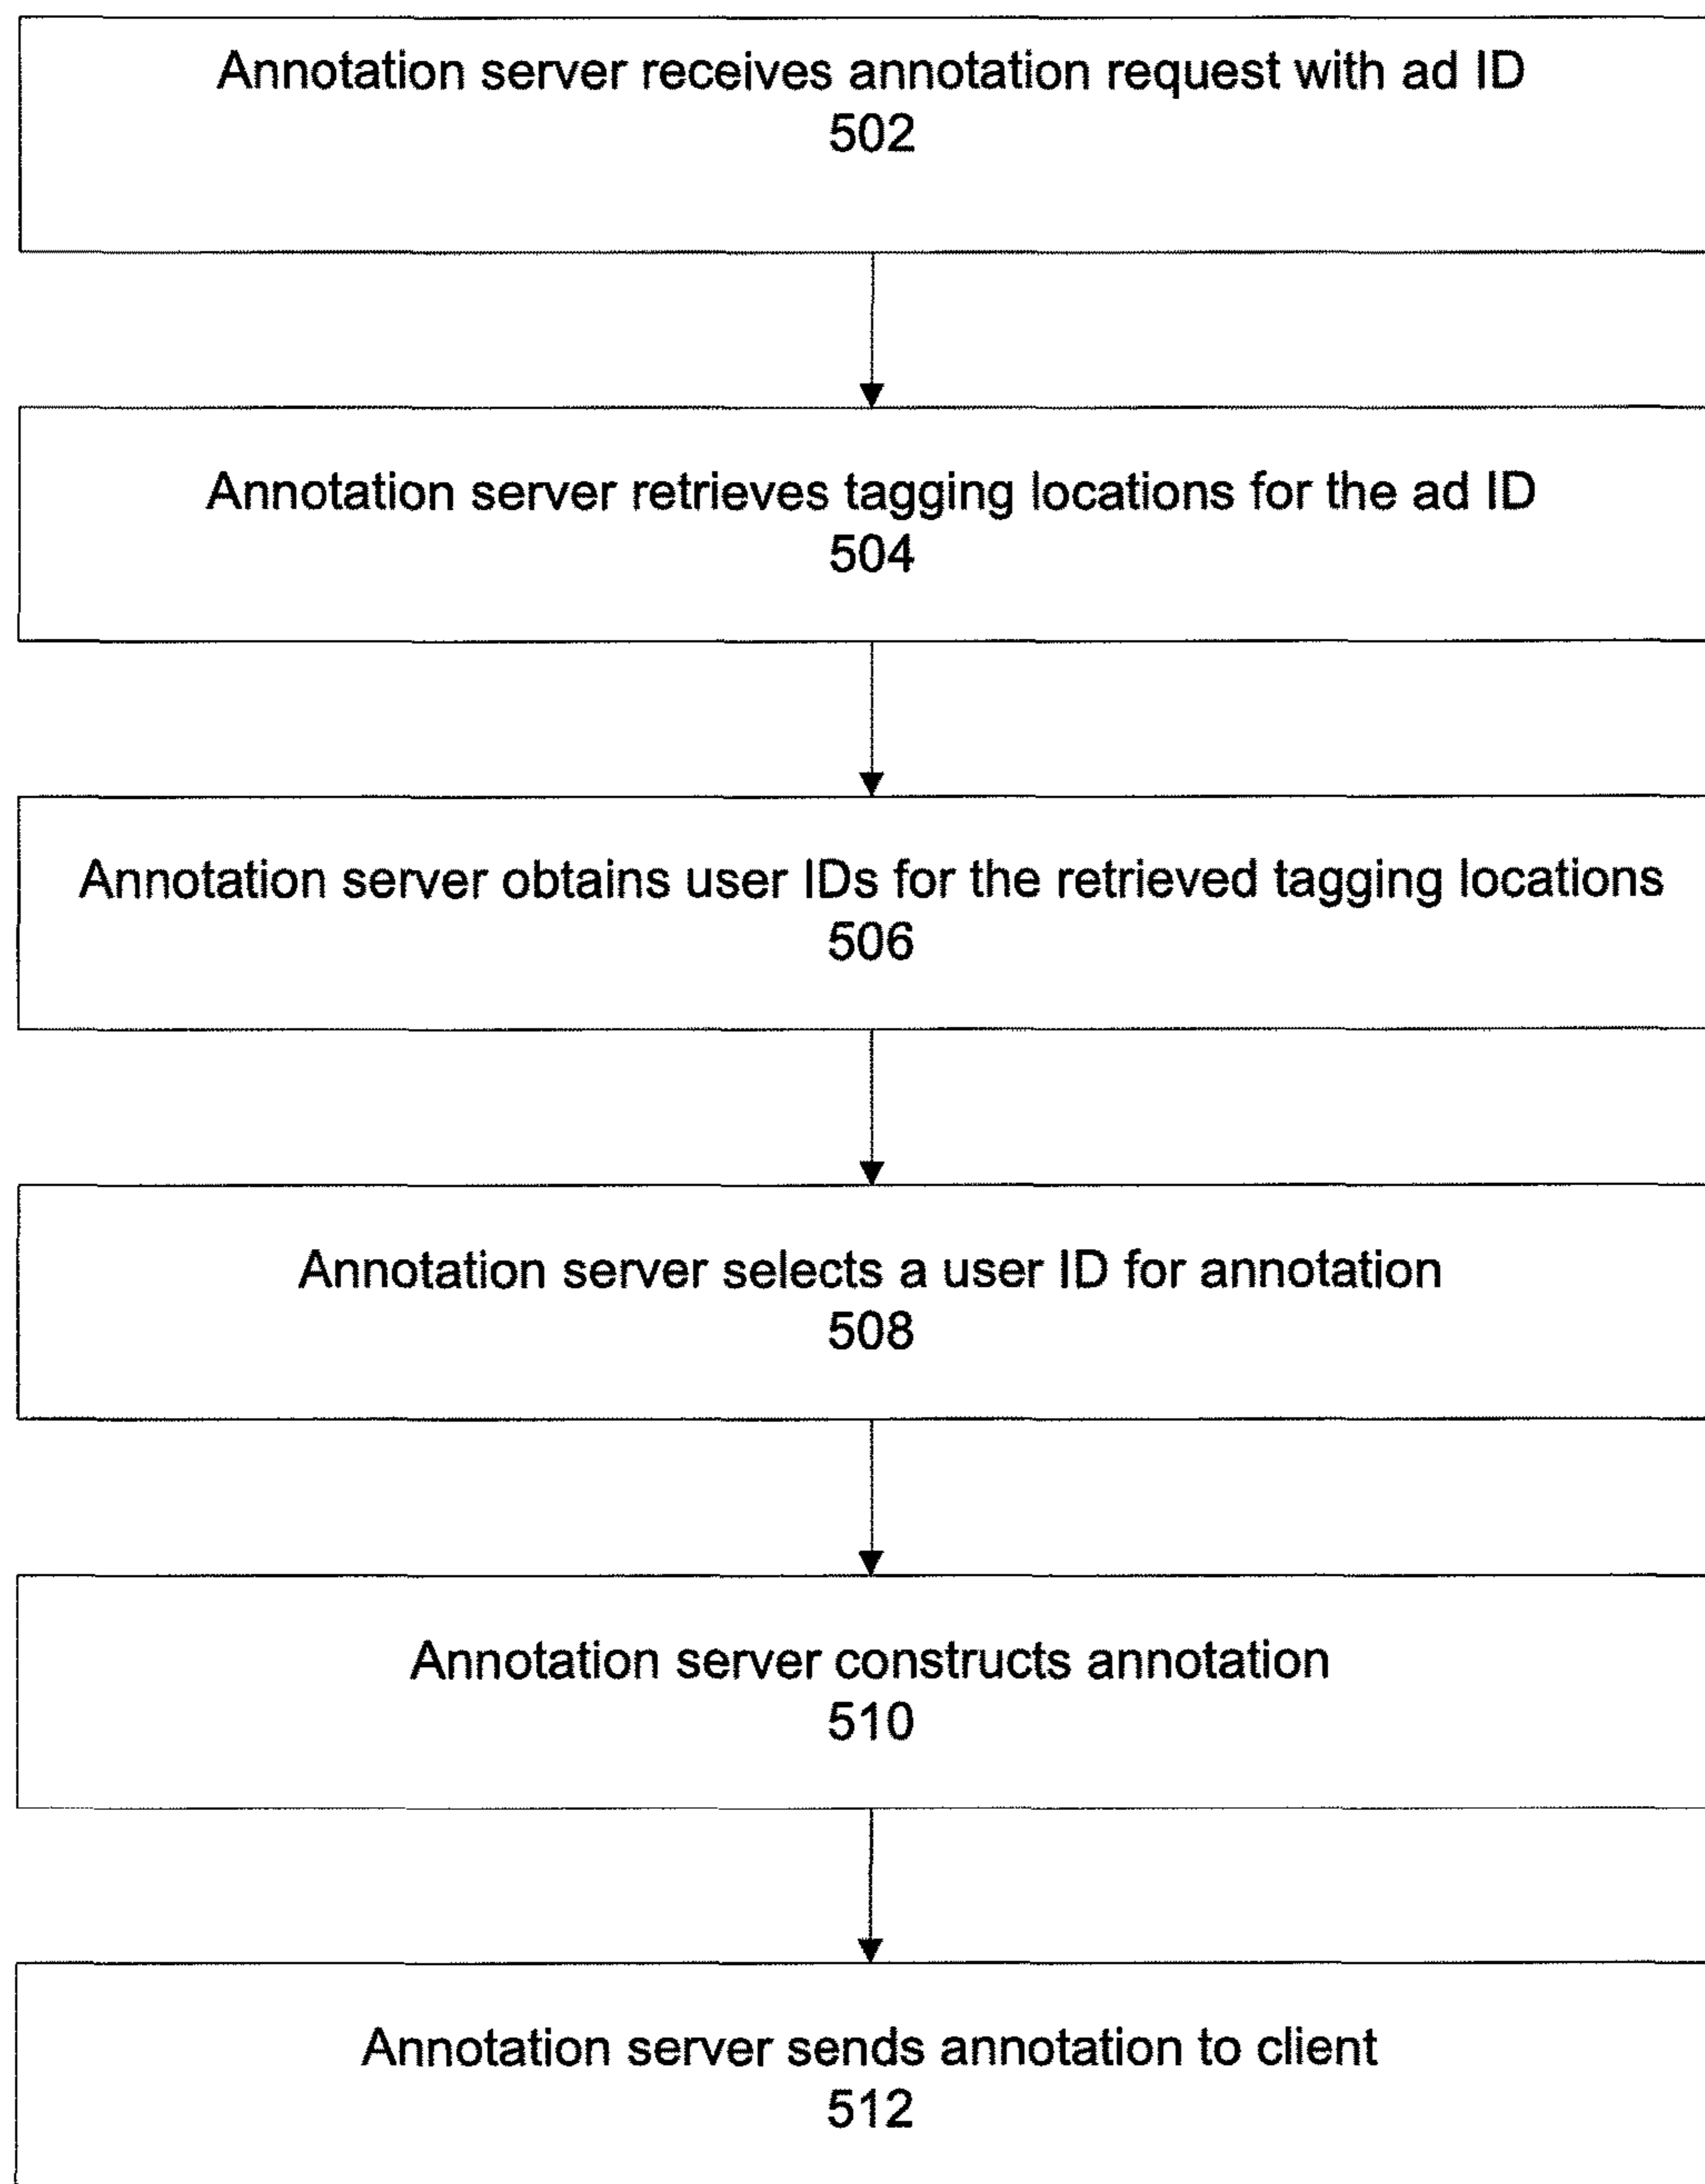 Annotation server receives annotation request with ad ID
502
Annotation server retrieves tagging locations for the ad ID
504
Annotation server obtains user IDs for the retrieved tagging locations
506
Annotation server selects a user ID for annotation
508
Annotation server constructs annotation
510
Annotation server sends annotation to client
512